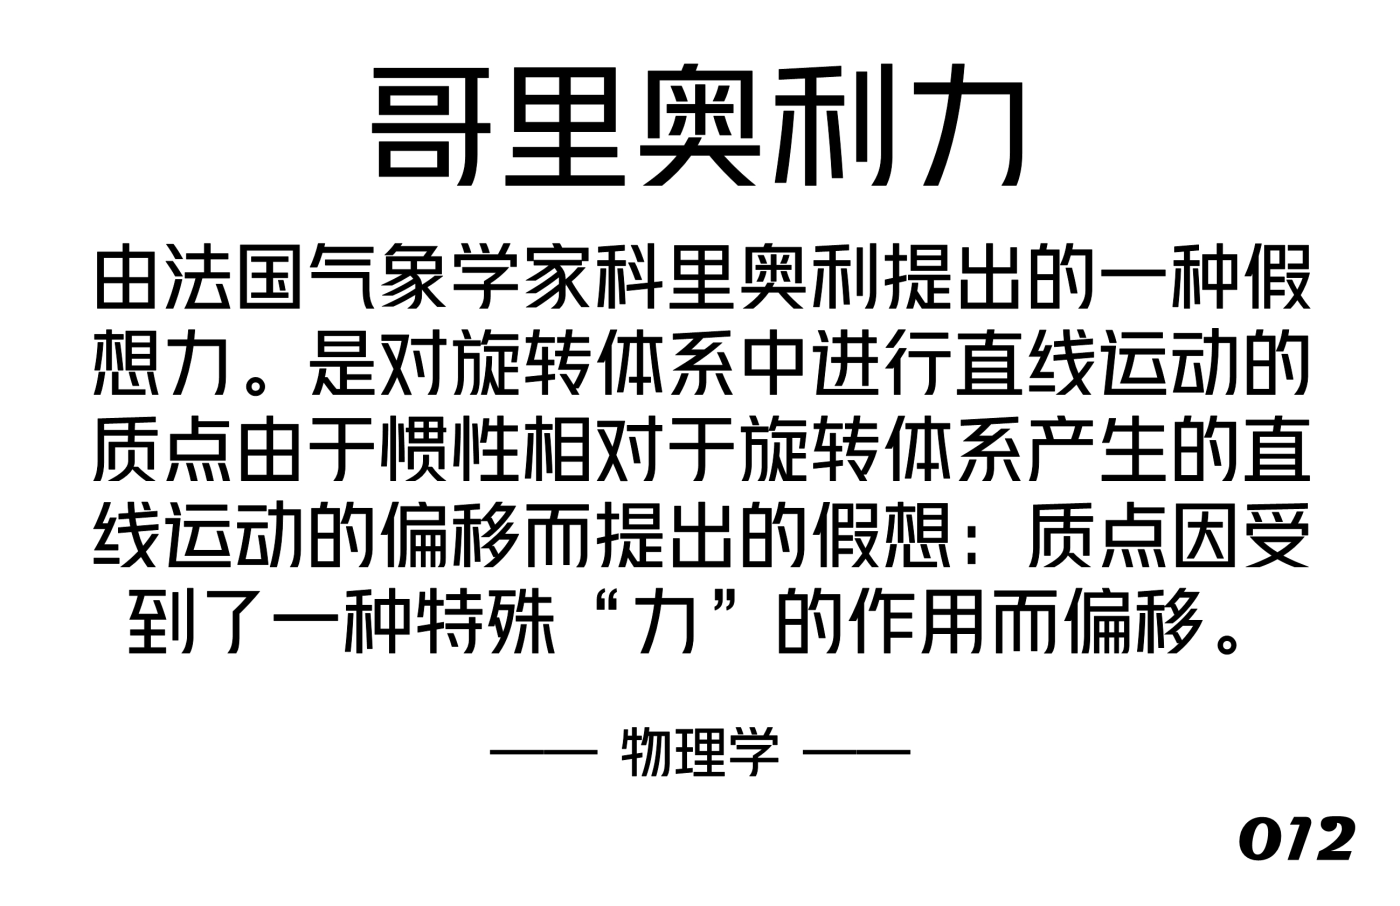 哥里奥利力
由法国气象学家科里奥利提出的一种假
想力。是对旋转体系中进行直线运动的
质点由于惯性相对于旋转体系产生的直
线运动的偏移而提出的假想：质点因受
到了一种特殊“力”的作用而偏移。
—— 物理学 ——
012